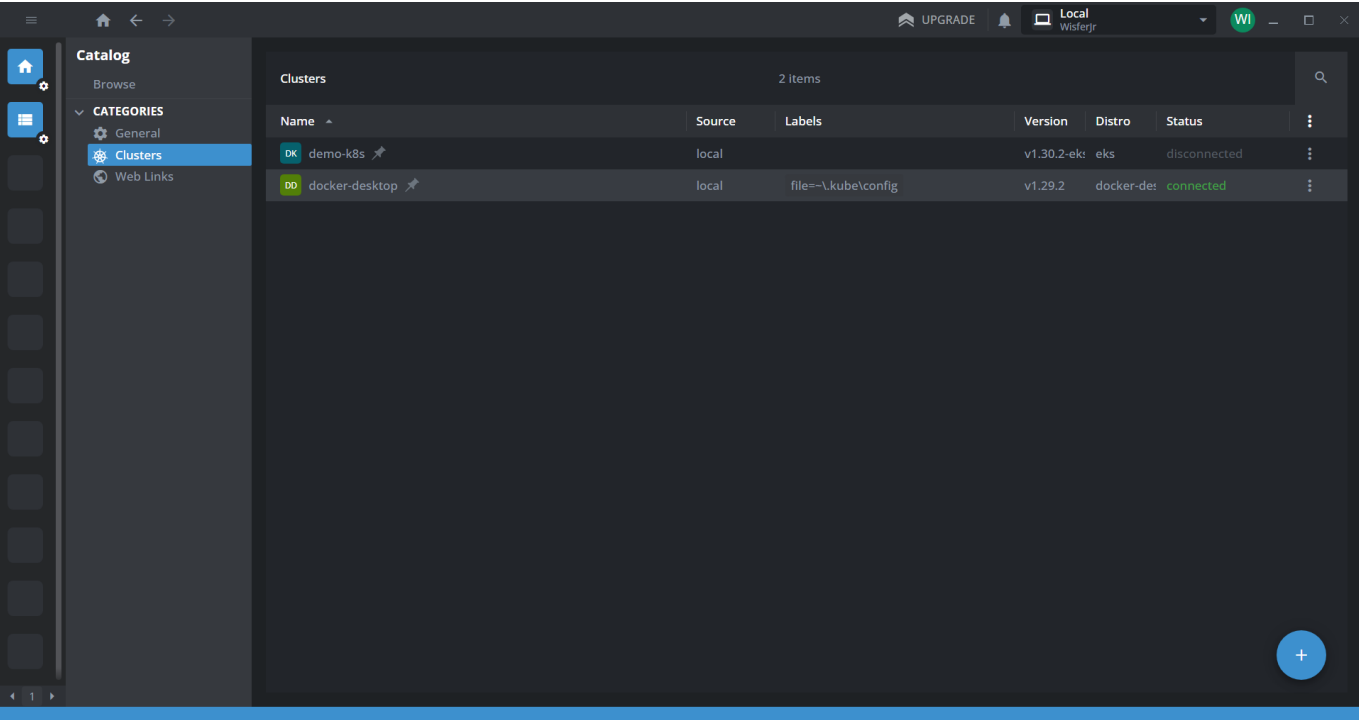 UPGRADE
Local
WisferJr
WI
Catalog
Browse
CATEGORIES
General
Clusters
Web Links
Clusters 2 items
Name Source Labels Version Distro Status
DK demo-k8s local v1.30.2-eks eks disconnected
DD docker-desktop local file=~\.kube\config v1.29.2 docker-des connected
1